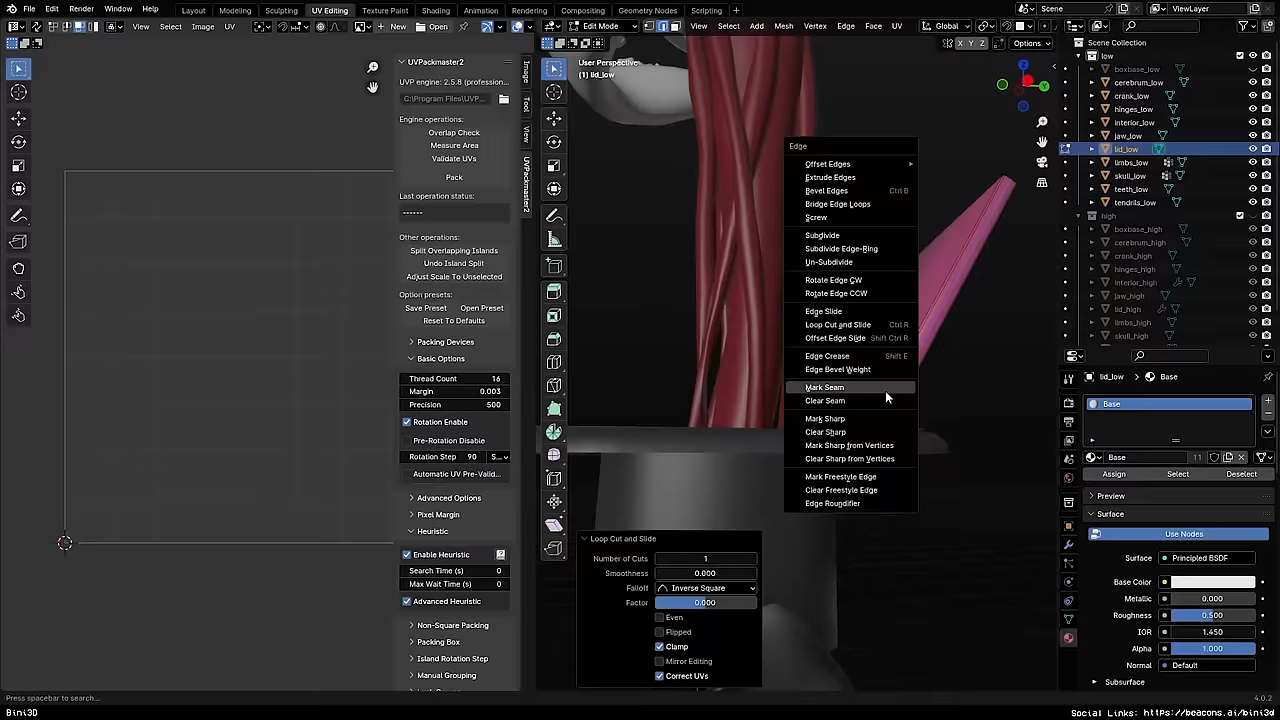 File Edit Render Window Help Layout Modeling Sculpting UV Editing Texture Paint Shading Animation Rendering Compositing Geometry Nodes Scripting + Scene ViewLayer
View Select Image UV + New Open Edit Mode View Select Add Mesh Vertex Edge Face UV Global
X Y Z Options
Scene Collection
low
boxbase_low
cerebrum_low
crank_low
hinges_low
interior_low
jaw_low
lid_low
limbs_low
skull_low
teeth_low
tendrils_low
high
boxbase_high
cerebrum_high
crank_high
hinges_high
interior_high
jaw_high
lid_high
limbs_high
skull_high
UVPackmaster2
UVP engine: 2.5.8 (profession...
C:\Program Files\UVP...
Engine operations:
Overlap Check
Measure Area
Validate UVs
Pack
Last operation status:
------
Other operations:
Split Overlapping Islands
Undo Island Split
Adjust Scale To Unselected
Option presets:
Save Preset Open Preset
Reset To Defaults
Packing Devices
Basic Options
Thread Count 16
Margin 0.003
Precision 500
Rotation Enable
Pre-Rotation Disable
Rotation Step 90 S...
Automatic UV Pre-Vali...
Advanced Options
Pixel Margin
Heuristic
Enable Heuristic
Search Time (s) 0
Max Wait Time (s) 0
Advanced Heuristic
Non-Square Packing
Packing Box
Island Rotation Step
Manual Grouping
Image
Tool
View
UVPackmaster2
User Perspective
(1) lid_low
Z
Y
Edge
Offset Edges
Extrude Edges
Bevel Edges Ctrl B
Bridge Edge Loops
Screw
Subdivide
Subdivide Edge-Ring
Un-Subdivide
Rotate Edge CW
Rotate Edge CCW
Edge Slide
Loop Cut and Slide Ctrl R
Offset Edge Slide Shift Ctrl R
Edge Crease Shift E
Edge Bevel Weight
Mark Seam
Clear Seam
Mark Sharp
Clear Sharp
Mark Sharp from Vertices
Clear Sharp from Vertices
Mark Freestyle Edge
Clear Freestyle Edge
Edge Roundifier
Loop Cut and Slide
Number of Cuts 1
Smoothness 0.000
Falloff Inverse Square
Factor 0.000
Even
Flipped
Clamp
Mirror Editing
Correct UVs
lid_low Base
Base
Base 11
Assign Select Deselect
Preview
Surface
Use Nodes
Surface Principled BSDF
Base Color
Metallic 0.000
Roughness 0.500
IOR 1.450
Alpha 1.000
Normal Default
Subsurface
Press spacebar to search... 4.0.2
Bini3D Social Links: https://beacons.ai/bini3d